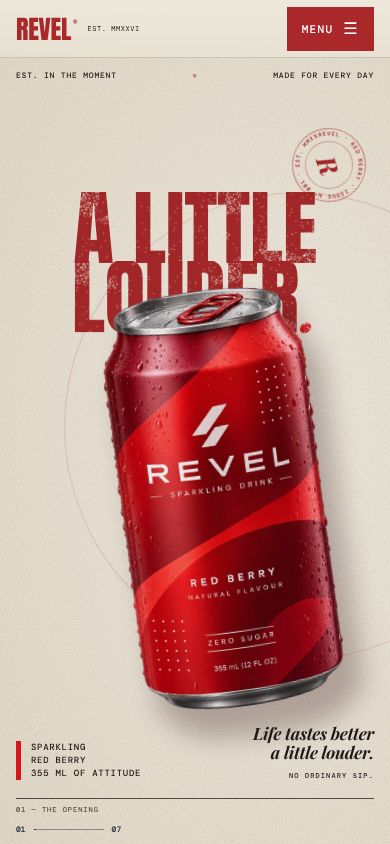 REVEL®
EST. MMXXVI
MENU ☰
EST. IN THE MOMENT
*
MADE FOR EVERY DAY
R
A LITTLE
LOUDER.
REVEL
SPARKLING DRINK
RED BERRY
NATURAL FLAVOUR
ZERO SUGAR
355 mL (12 FL OZ)
Life tastes better
a little louder.
NO ORDINARY SIP.
SPARKLING
RED BERRY
355 ML OF ATTITUDE
01 — THE OPENING
01
07